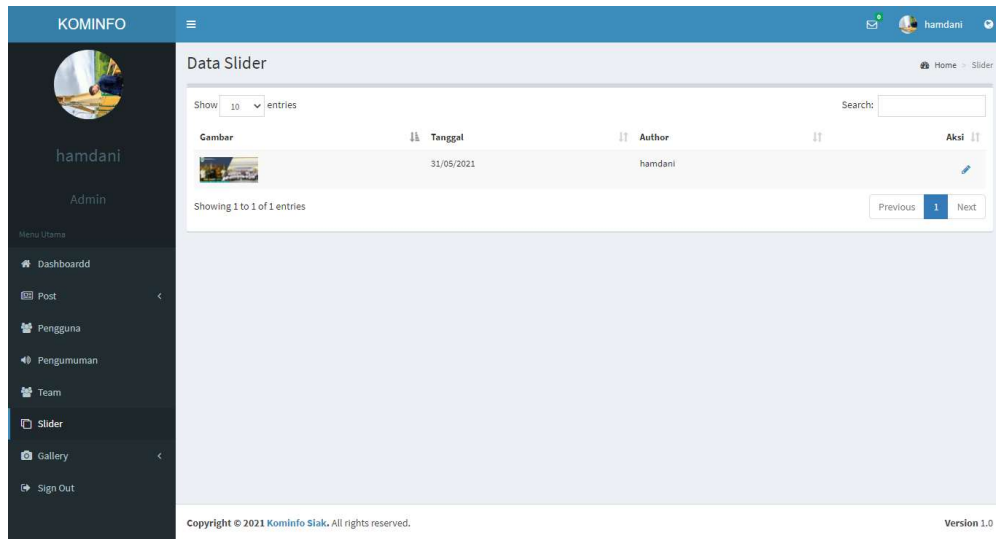 KOMINFO
0
hamdani
Data Slider
Home > Slider
Show 10 entries
Search:
Gambar Tanggal Author Aksi
31/05/2021 hamdani
Showing 1 to 1 of 1 entries
Previous 1 Next
hamdani
Admin
Menu Utama
Dashboardd
Post
Pengguna
Pengumuman
Team
Slider
Gallery
Sign Out
Copyright © 2021 Kominfo Siak. All rights reserved.
Version 1.0